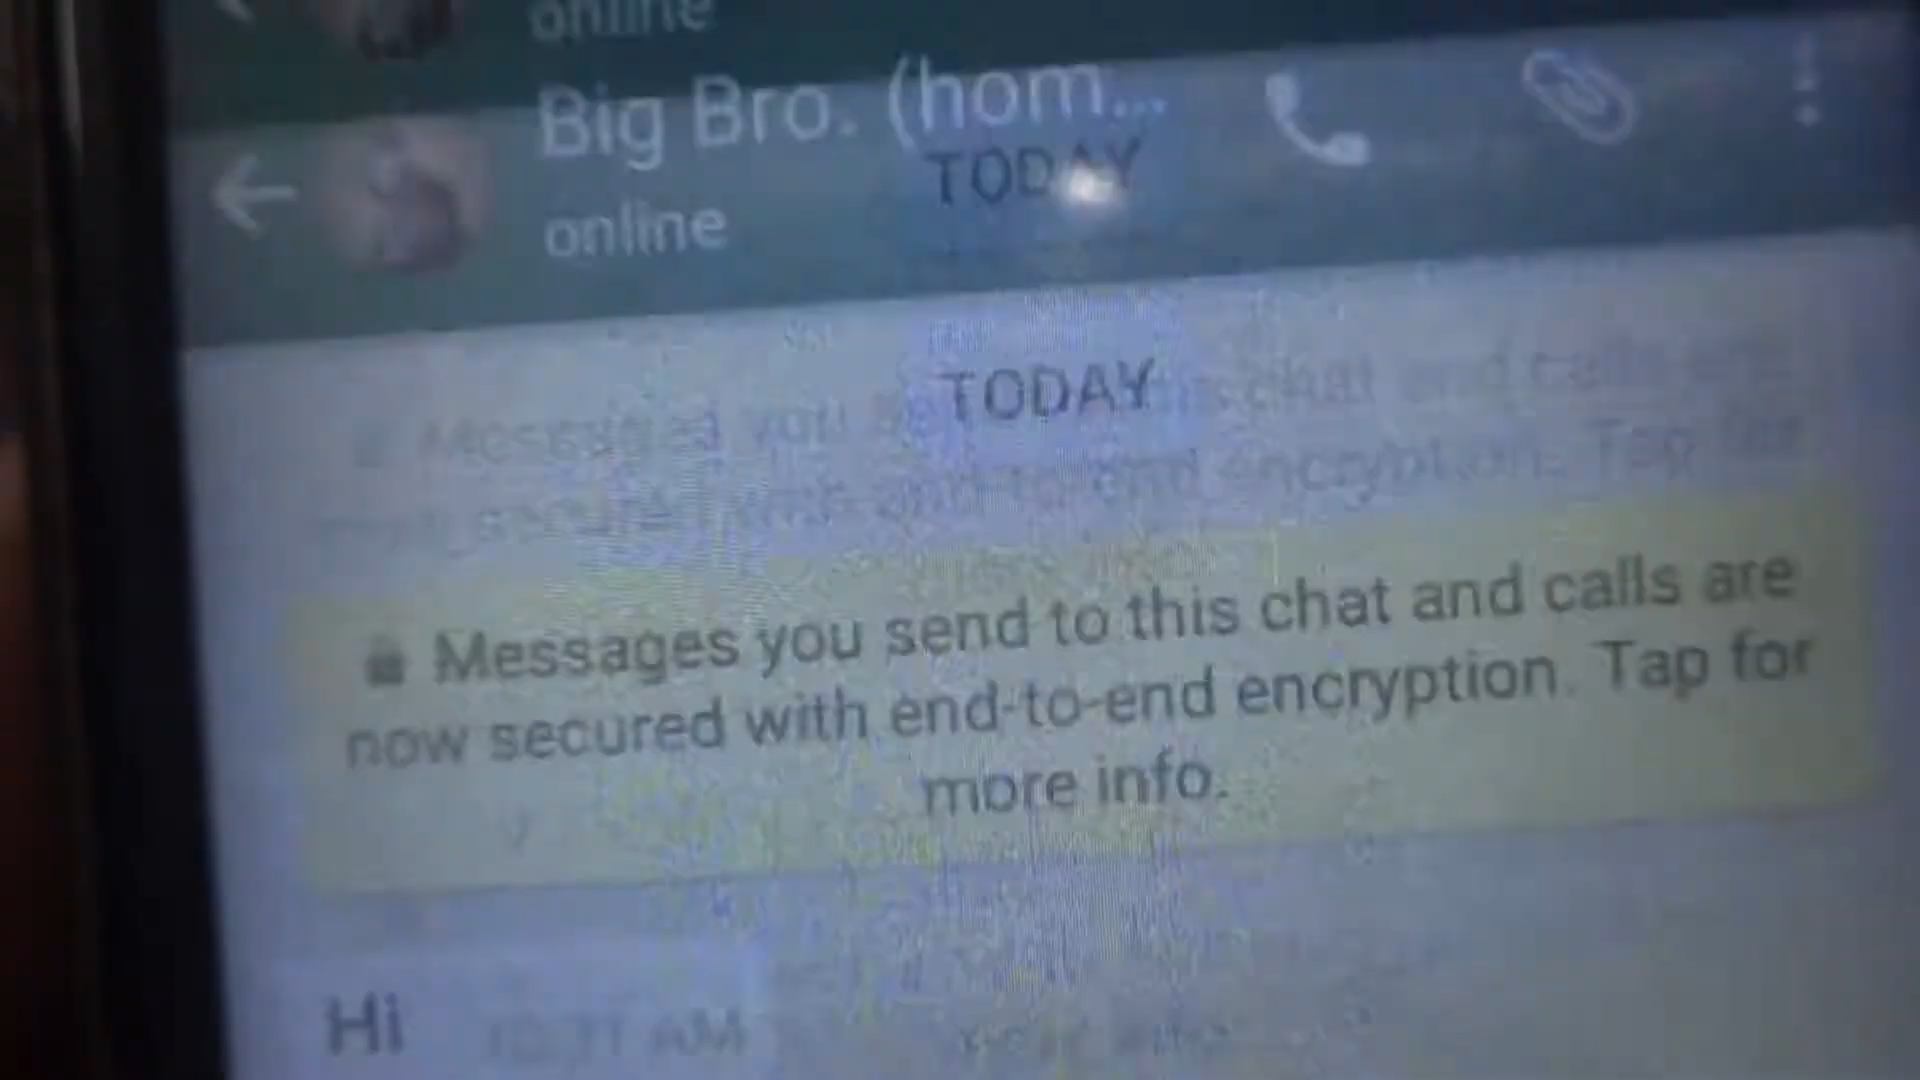 online
Big Bro. (hom...
TODAY
online
TODAY
Messages you send to this chat and calls are
now secured with end-to-end encryption. Tap for
more info.
Hi